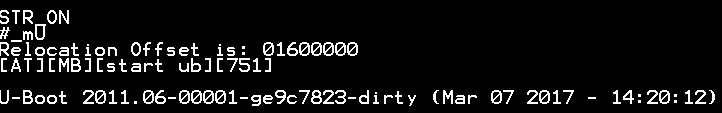 STR_ON
#_mU
Relocation Offset is: 01600000
[AT][MB][start ub][751]
U-Boot 2011.06-00001-ge9c7823-dirty (Mar 07 2017 - 14:20:12)